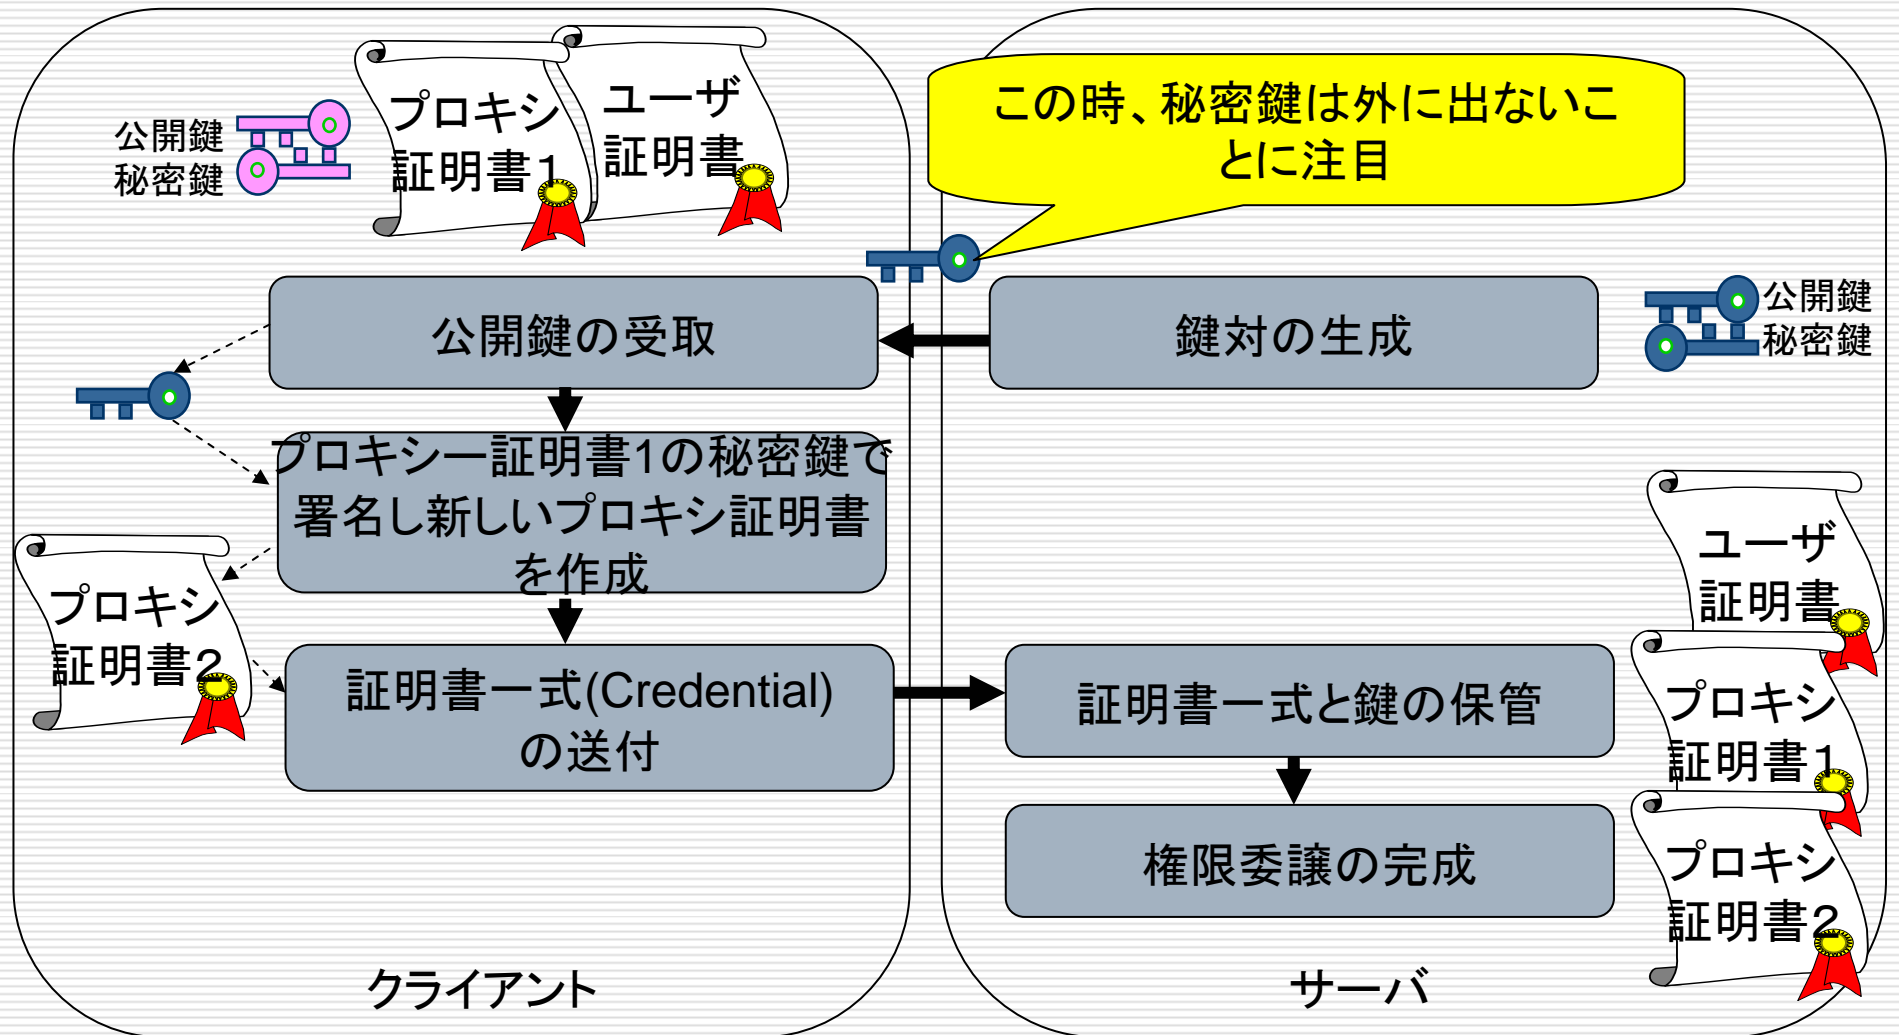 プロキシ
証明書1
ユーザ
証明書
公開鍵
秘密鍵
この時、秘密鍵は外に出ないこ
とに注目
公開鍵の受取
鍵対の生成
公開鍵
秘密鍵
プロキシー証明書1の秘密鍵で
署名し新しいプロキシ証明書
を作成
プロキシ
証明書2
証明書一式(Credential)
の送付
証明書一式と鍵の保管
権限委譲の完成
ユーザ
証明書
プロキシ
証明書1
プロキシ
証明書2
クライアント
サーバ